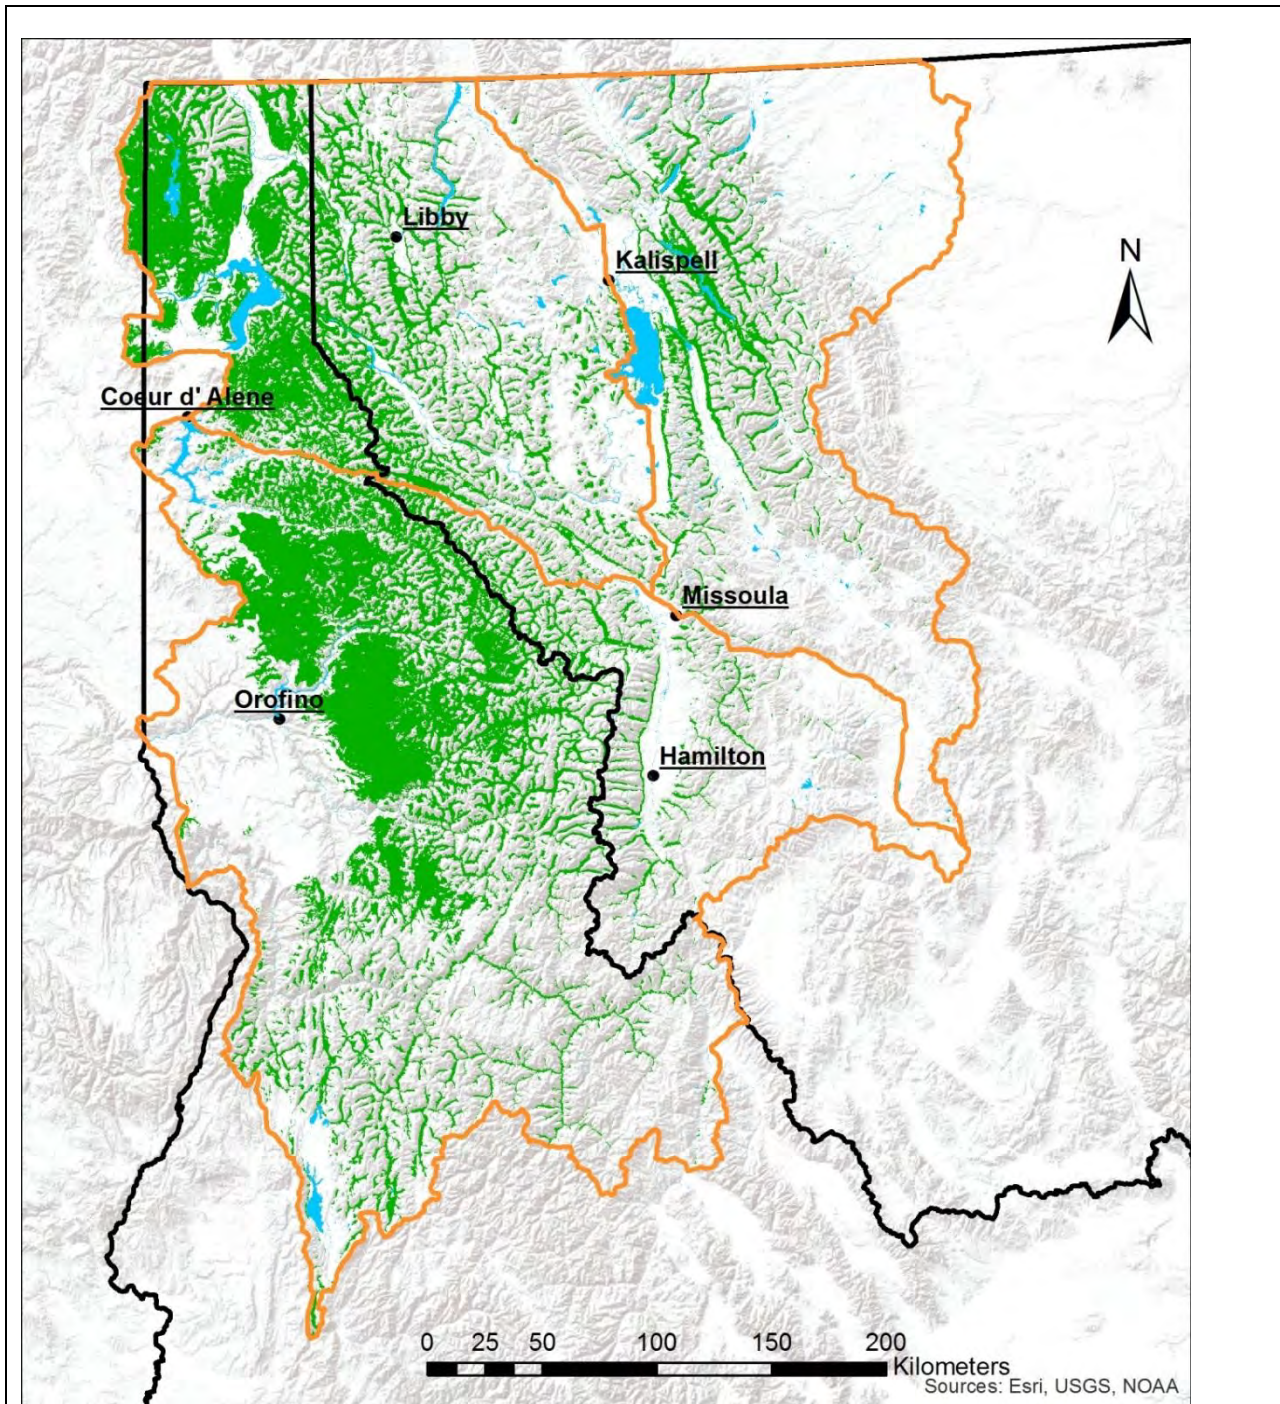 Libby
N
Kalispell
Coeur d' Alene
Missoula
Orofino
Hamilton
0 25 50 100 150 200
Kilometers
Sources: Esri, USGS, NOAA